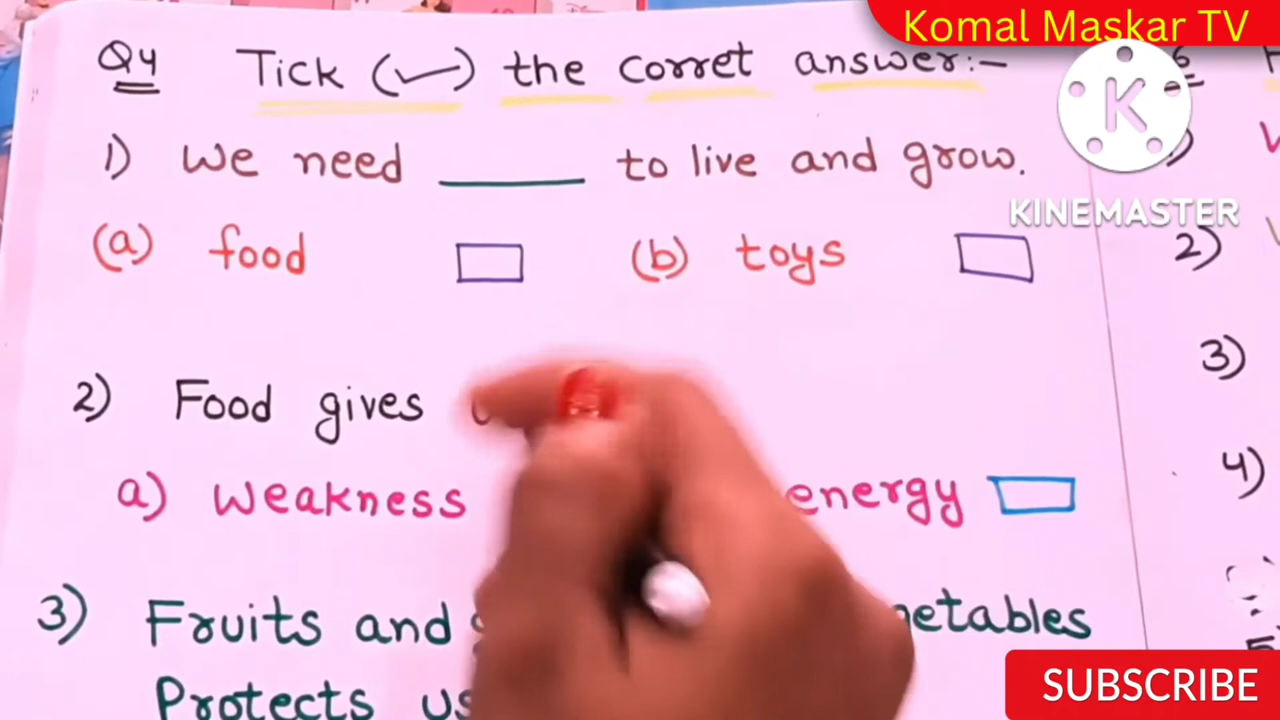 Komal Maskar TV
Q4 Tick (✓) the corret answer:-
1) We need ______ to live and grow.
(a) food (b) toys
KINEMASTER
2) Food gives
a) weakness energy
3) Fruits and
Protects us
2)
3)
4)
SUBSCRIBE